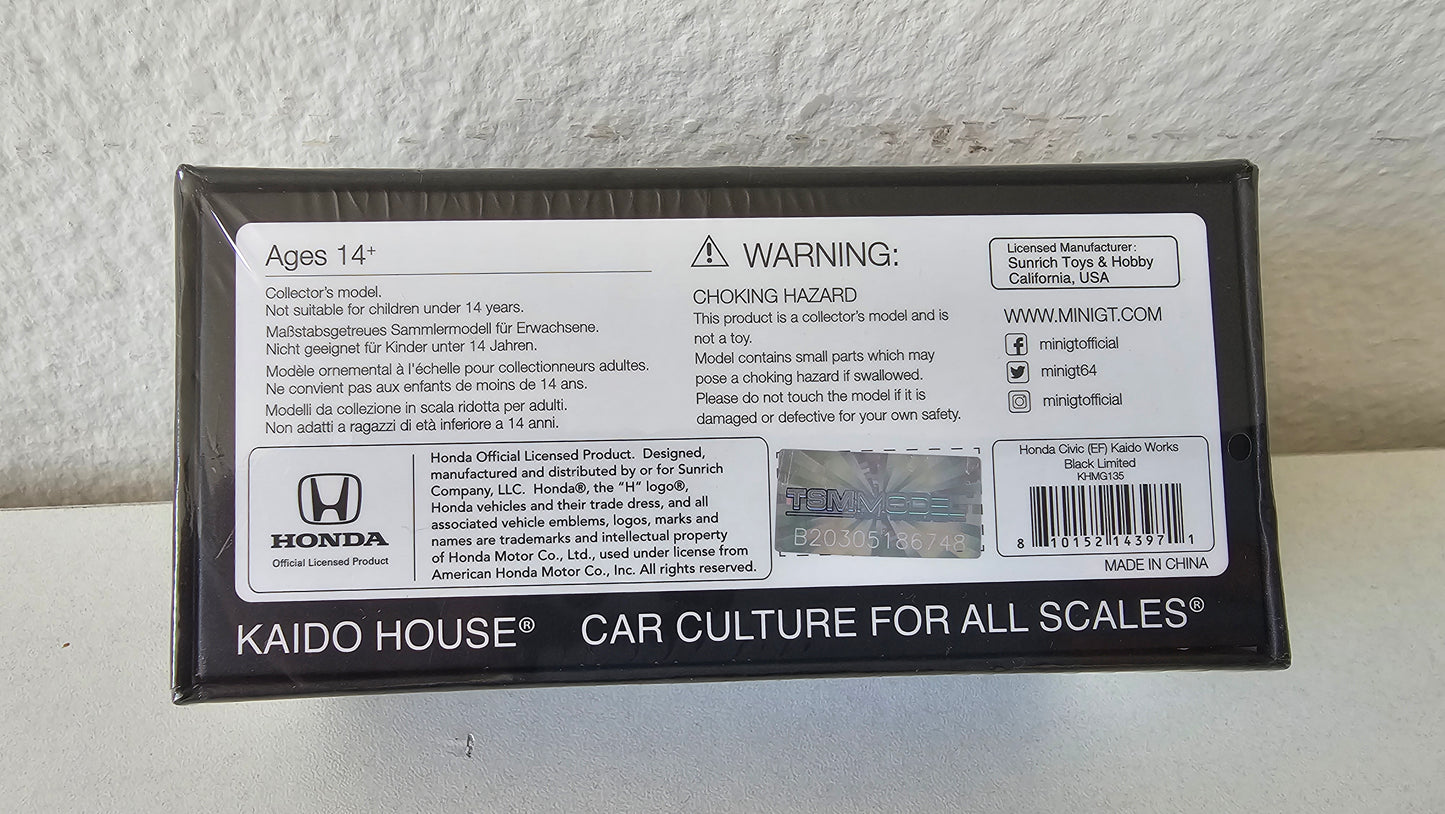 Ages 14+
Collector's model.
Not suitable for children under 14 years.
Maßstabsgetreues Sammlermodell für Erwachsene.
Nicht geeignet für Kinder unter 14 Jahren.
Modèle ornemental à l'échelle pour collectionneurs adultes.
Ne convient pas aux enfants de moins de 14 ans.
Modelli da collezione in scala ridotta per adulti.
Non adatti a ragazzi di età inferiore a 14 anni.
WARNING:
CHOKING HAZARD
This product is a collector's model and is
not a toy.
Model contains small parts which may
pose a choking hazard if swallowed.
Please do not touch the model if it is
damaged or defective for your own safety.
Licensed Manufacturer:
Sunrich Toys & Hobby
California, USA
WWW.MINIGT.COM
minigtofficial
minigt64
minigtofficial
HONDA
Official Licensed Product
Honda Official Licensed Product. Designed,
manufactured and distributed by or for Sunrich
Company, LLC. Honda®, the "H" logo®,
Honda vehicles and their trade dress, and all
associated vehicle emblems, logos, marks and
names are trademarks and intellectual property
of Honda Motor Co., Ltd., used under license from
American Honda Motor Co., Inc. All rights reserved.
TSMMODEL
B20305186748
Honda Civic (EF) Kaido Works
Black Limited
KHMG135
8 10152 14397 1
MADE IN CHINA
KAIDO HOUSE® CAR CULTURE FOR ALL SCALES®